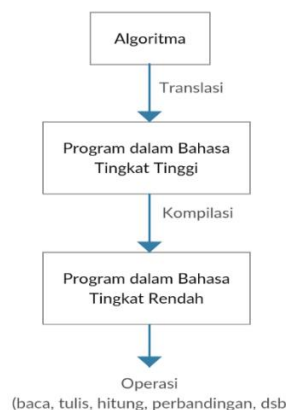 Algoritma
Translasi
Program dalam Bahasa
Tingkat Tinggi
Kompilasi
Program dalam Bahasa
Tingkat Rendah
Operasi
(baca, tulis, hitung, perbandingan, dsb